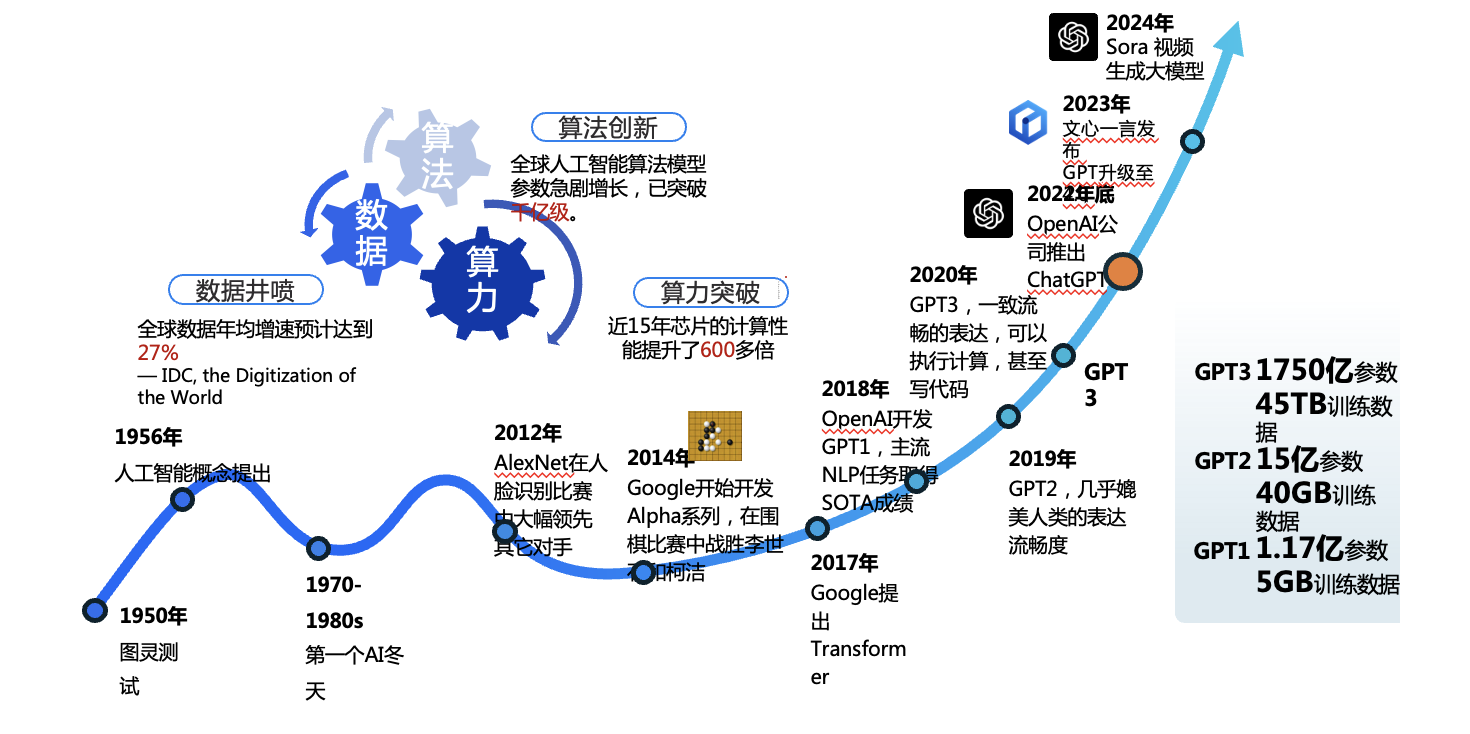 2024年
Sora 视频
生成大模型
2023年
文心一言发
布
GPT升级至
2022年底
OpenAI公
司推出
ChatGPT
算法
数据
算力
算法创新
全球人工智能算法模型
参数急剧增长，已突破
千亿级。
数据井喷
全球数据年均增速预计达到
27%
— IDC, the Digitization of
the World
算力突破
近15年芯片的计算性
能提升了600多倍
1950年
图灵测
试
1956年
人工智能概念提出
1970-
1980s
第一个AI冬
天
2012年
AlexNet在人
脸识别比赛
中大幅领先
其它对手
2014年
Google开始开发
Alpha系列，在围
棋比赛中战胜李世
石和柯洁
2017年
Google提
出
Transform
er
2018年
OpenAI开发
GPT1，主流
NLP任务取得
SOTA成绩
2019年
GPT2，几乎媲
美人类的表达
流畅度
2020年
GPT3，一致流
畅的表达，可以
执行计算，甚至
写代码
GPT
3
GPT3 1750亿参数
45TB训练数
据
GPT2 15亿参数
40GB训练
数据
GPT1 1.17亿参数
5GB训练数据